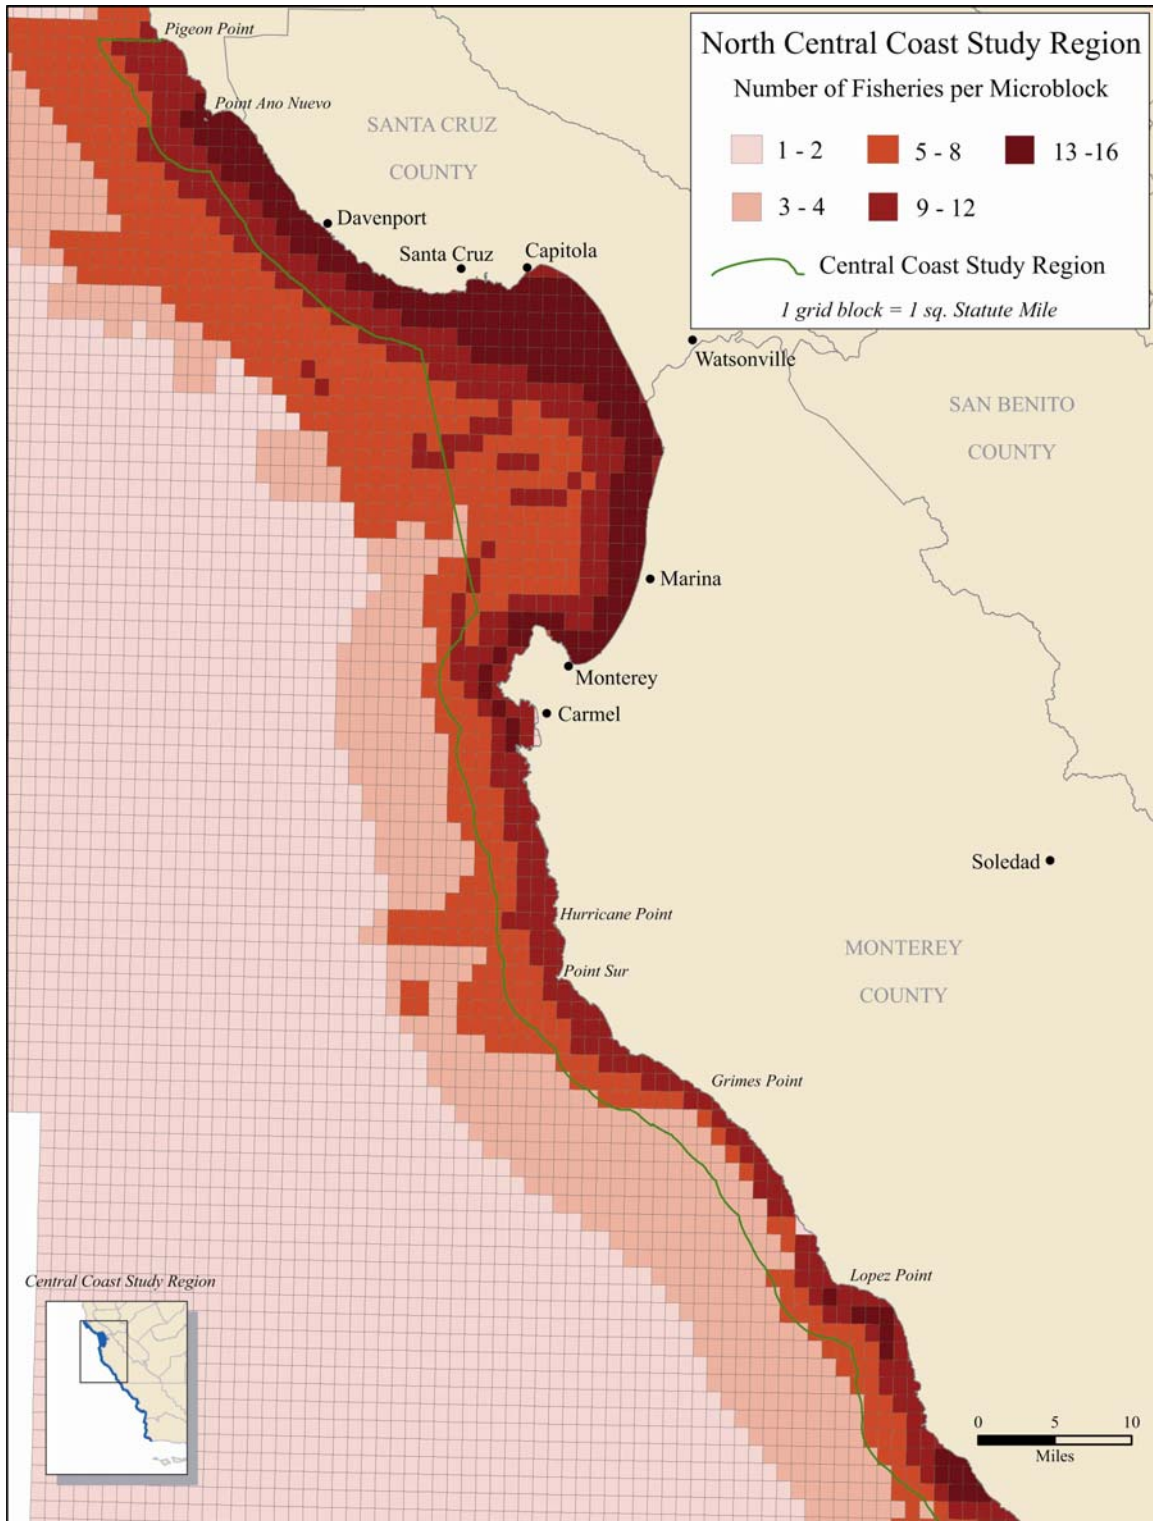 Pigeon Point
Point Ano Nuevo
SANTA CRUZ
COUNTY
Davenport
Santa Cruz
Capitola
North Central Coast Study Region
Number of Fisheries per Microblock
1 - 2
5 - 8
13 -16
3 - 4
9 - 12
Central Coast Study Region
1 grid block = 1 sq. Statute Mile
Watsonville
SAN BENITO
COUNTY
Marina
Monterey
Carmel
Soledad
Hurricane Point
Point Sur
MONTEREY
COUNTY
Grimes Point
Lopez Point
Central Coast Study Region
0 5 10
Miles